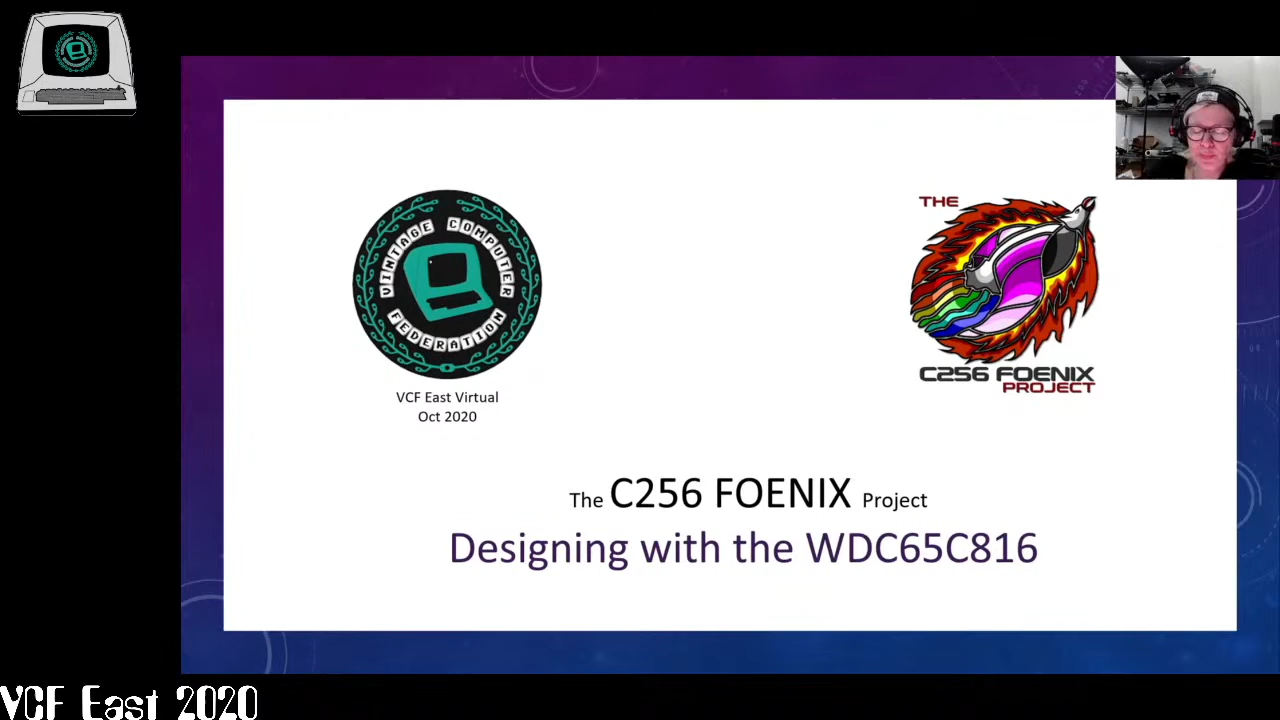 VINTAGE COMPUTER
FEDERATION
VCF East Virtual
Oct 2020
THE
C256 FOENIX
PROJECT
The C256 FOENIX Project
Designing with the WDC65C816
VCF East 2020